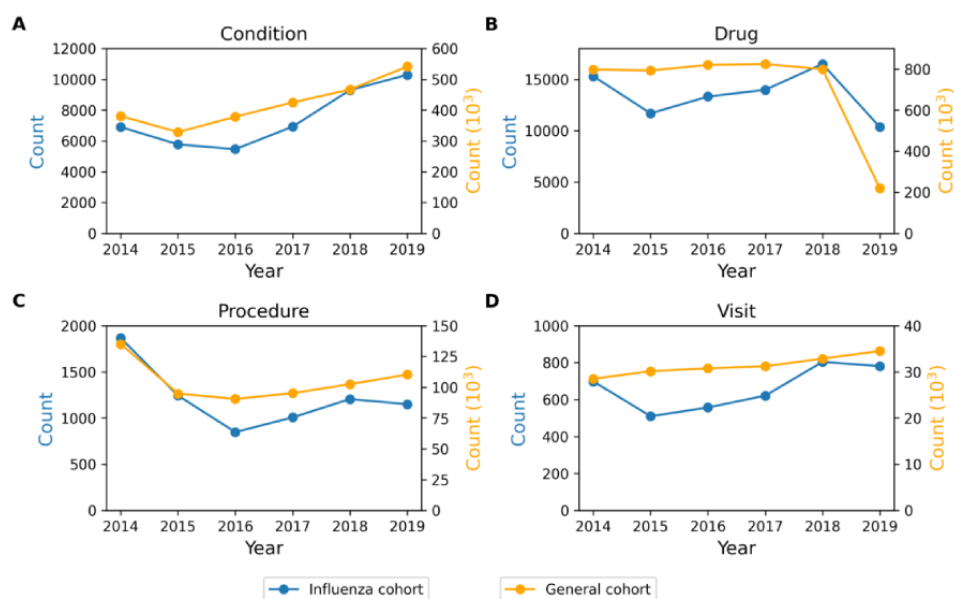 A
Condition
12000
10000
8000
6000
4000
2000
0
600
500
400
300
200
100
0
Count
Count (10³)
2014 2015 2016 2017 2018 2019
Year
B
Drug
15000
10000
5000
0
800
600
400
200
0
Count
Count (10³)
2014 2015 2016 2017 2018 2019
Year
C
Procedure
2000
1500
1000
500
0
150
125
100
75
50
25
0
Count
Count (10³)
2014 2015 2016 2017 2018 2019
Year
D
Visit
1000
800
600
400
200
0
40
30
20
10
0
Count
Count (10³)
2014 2015 2016 2017 2018 2019
Year
Influenza cohort
General cohort